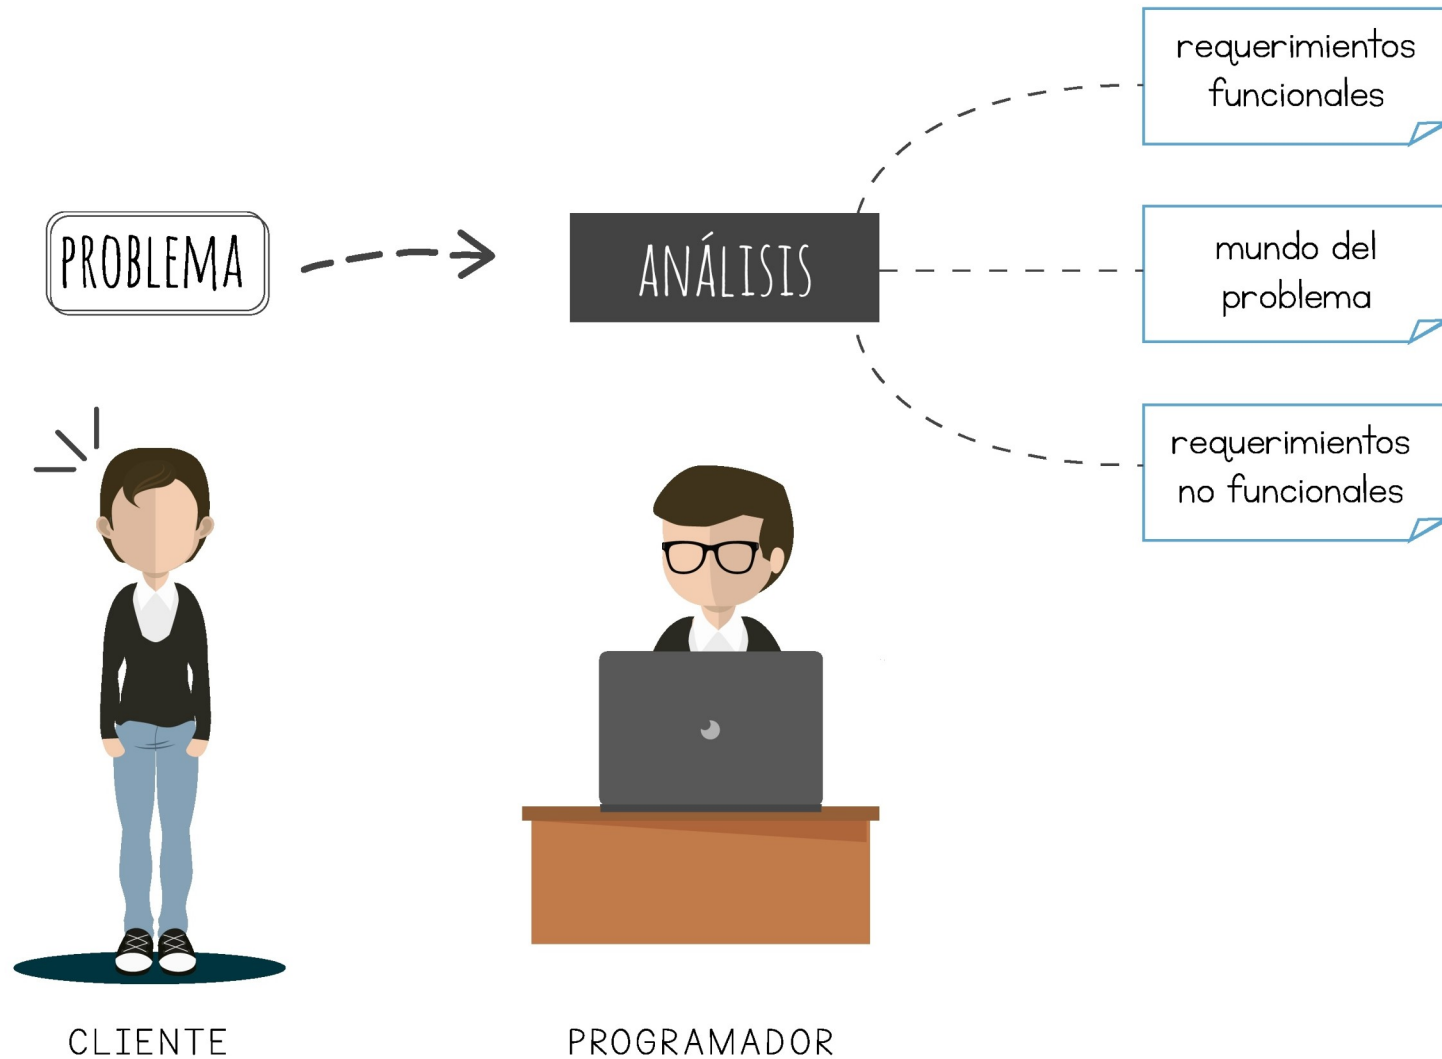 requerimientos
funcionales
PROBLEMA
ANÁLISIS
mundo del
problema
requerimientos
no funcionales
CLIENTE
PROGRAMADOR